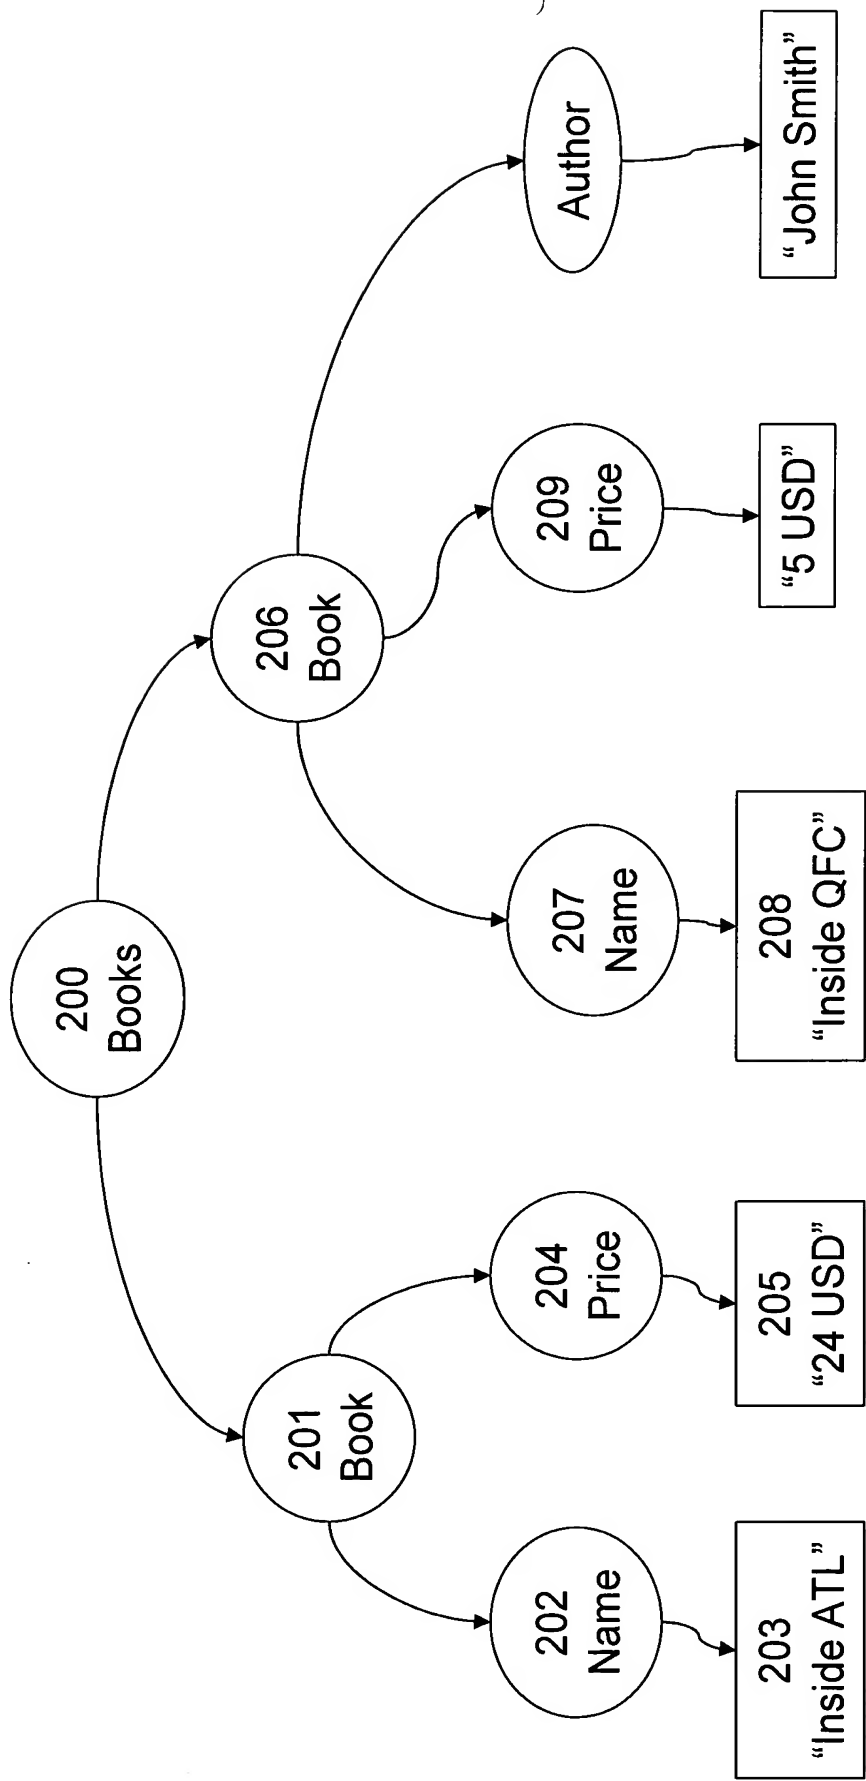 200
Books
201
Book
206
Book
202
Name
204
Price
207
Name
209
Price
Author
203
“Inside ATL”
205
“24 USD”
208
“Inside QFC”
“5 USD”
“John Smith”